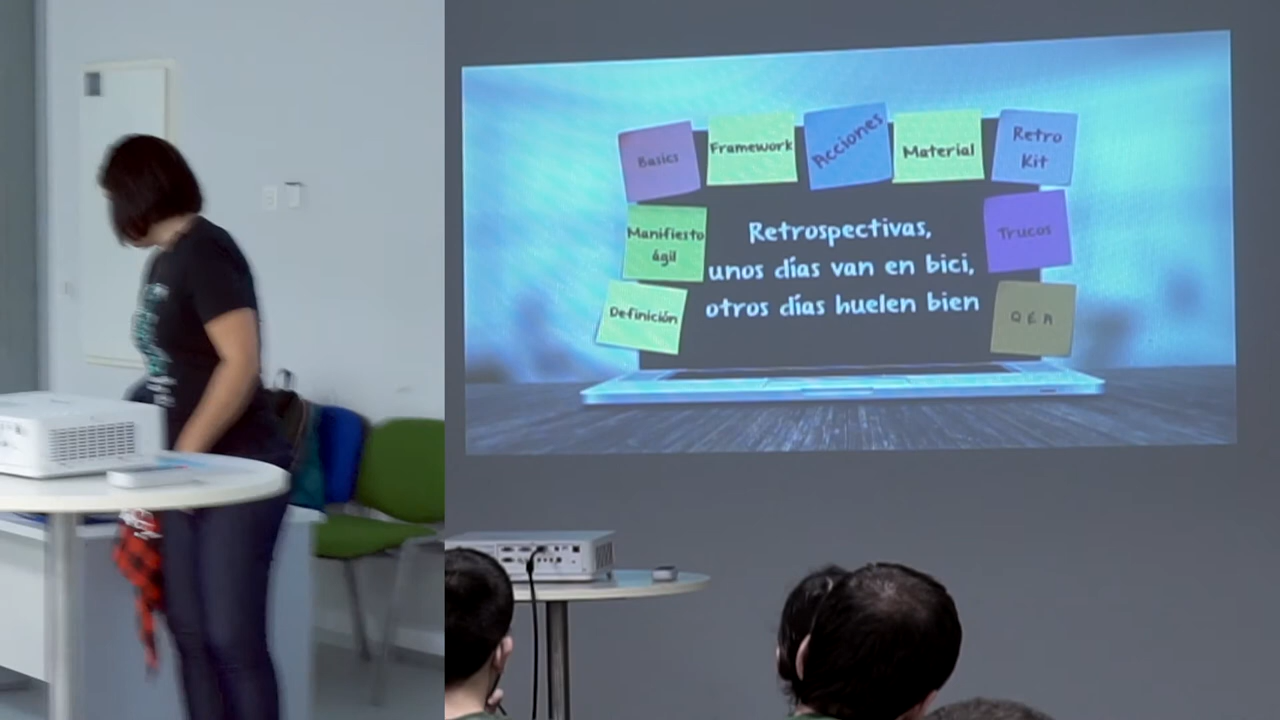 Basics
Framework
Acciones
Material
Retro
Kit
Manifiesto
ágil
Trucos
Definición
Q & A
Retrospectivas,
unos días van en bici,
otros días huelen bien